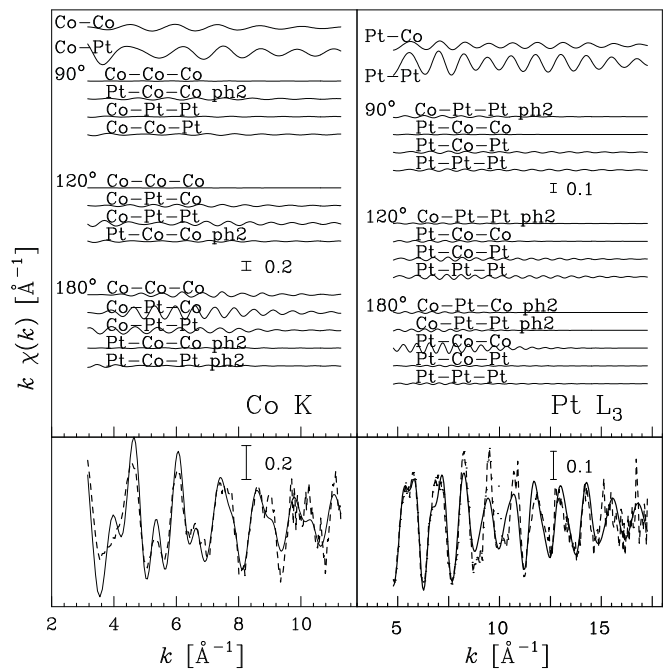 Co–Co
Co–Pt
90° Co–Co–Co
Pt–Co–Co ph2
Co–Pt–Pt
Co–Co–Pt
120° Co–Co–Co
Co–Pt–Co
Co–Pt–Pt
Pt–Co–Co ph2
0.2
180° Co–Co–Co
Co–Pt–Co
Co–Pt–Pt
Pt–Co–Co ph2
Pt–Co–Pt ph2
Co K
Pt–Co
Pt–Pt
90° Co–Pt–Pt ph2
Pt–Co–Co
Pt–Co–Pt
Pt–Pt–Pt
0.1
120° Co–Pt–Pt ph2
Pt–Co–Co
Pt–Co–Pt
Pt–Pt–Pt
180° Co–Pt–Co ph2
Co–Pt–Pt ph2
Pt–Co–Co
Pt–Co–Pt
Pt–Pt–Pt
Pt L₃
k χ(k) [Å⁻¹]
0.2
0.1
2 4 6 8 10
5 10 15
k [Å⁻¹]
k [Å⁻¹]